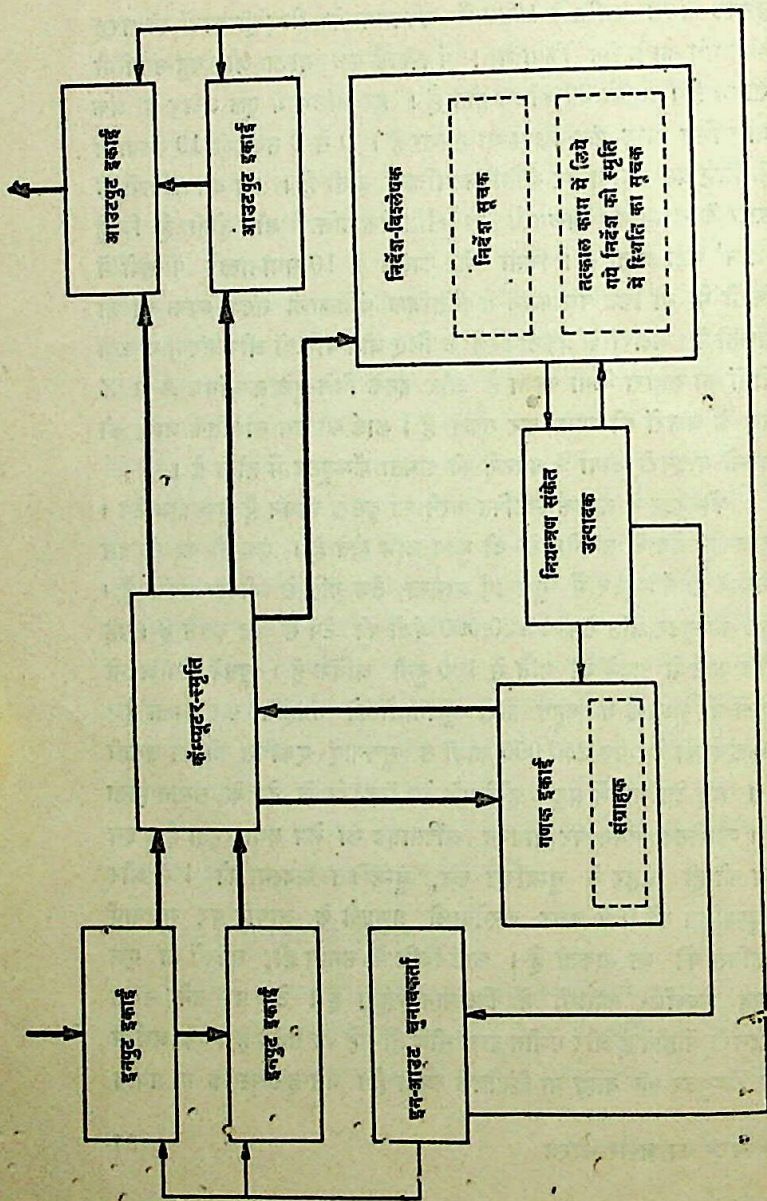 इनपुट इकाई
इनपुट इकाई
इन-आउट चुनावकर्ता
कॅम्प्यूटर-स्मृति
गणक इकाई
संग्राहक
नियन्त्रण संकेत
उत्पादक
आउटपुट इकाई
आउटपुट इकाई
निर्देश-विश्लेषक
निर्देश सूचक
तत्काल काम में लिये
गये निर्देश की स्मृति
में स्थिति का सूचक